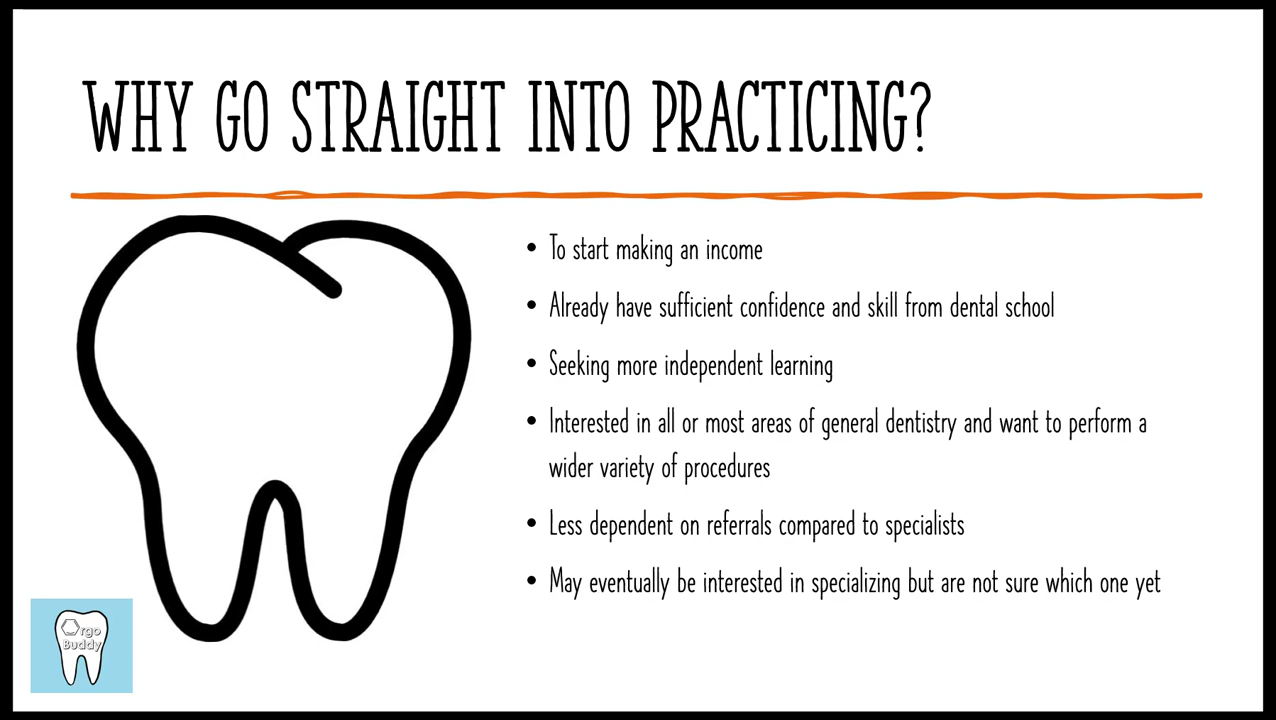 WHY GO STRAIGHT INTO PRACTICING?
• To start making an income
• Already have sufficient confidence and skill from dental school
• Seeking more independent learning
• Interested in all or most areas of general dentistry and want to perform a
wider variety of procedures
• Less dependent on referrals compared to specialists
• May eventually be interested in specializing but are not sure which one yet
Orgo
Buddy